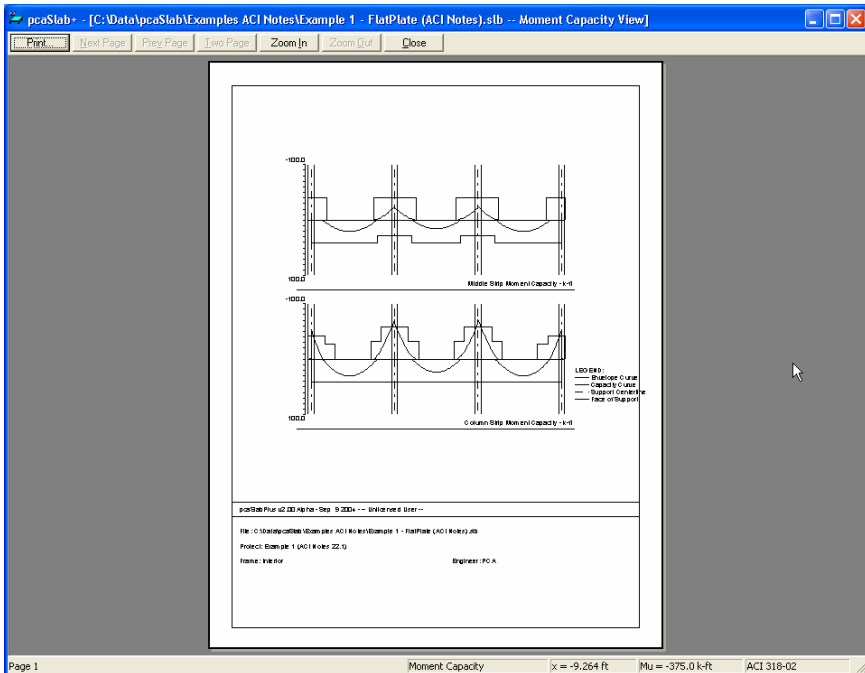 pcaSlab+ - [C:\Data\pcaSlab\Examples ACI Notes\Example 1 - FlatPlate (ACI Notes).slb -- Moment Capacity View]
Print... Next Page Prev Page Two Page Zoom In Zoom Out Close
-100.0
100.0
Middle Strip Moment Capacity - k-ft
-100.0
LEGEND:
Envelope Curve
Capacity Curve
Support Centerline
Face of Support
100.0
Column Strip Moment Capacity - k-ft
pcaSlabPlus v2.00 Alpha - Sep 9 2004 -- Unlicensed User --
File: C:\Data\pcaSlab\Examples ACI Notes\Example 1 - FlatPlate (ACI Notes).slb
Project: Example 1 (ACI Notes 22.1)
Frame: Interior Engineer: PCA
Page 1 Moment Capacity x = -9.264 ft Mu = -375.0 k-ft ACI 318-02